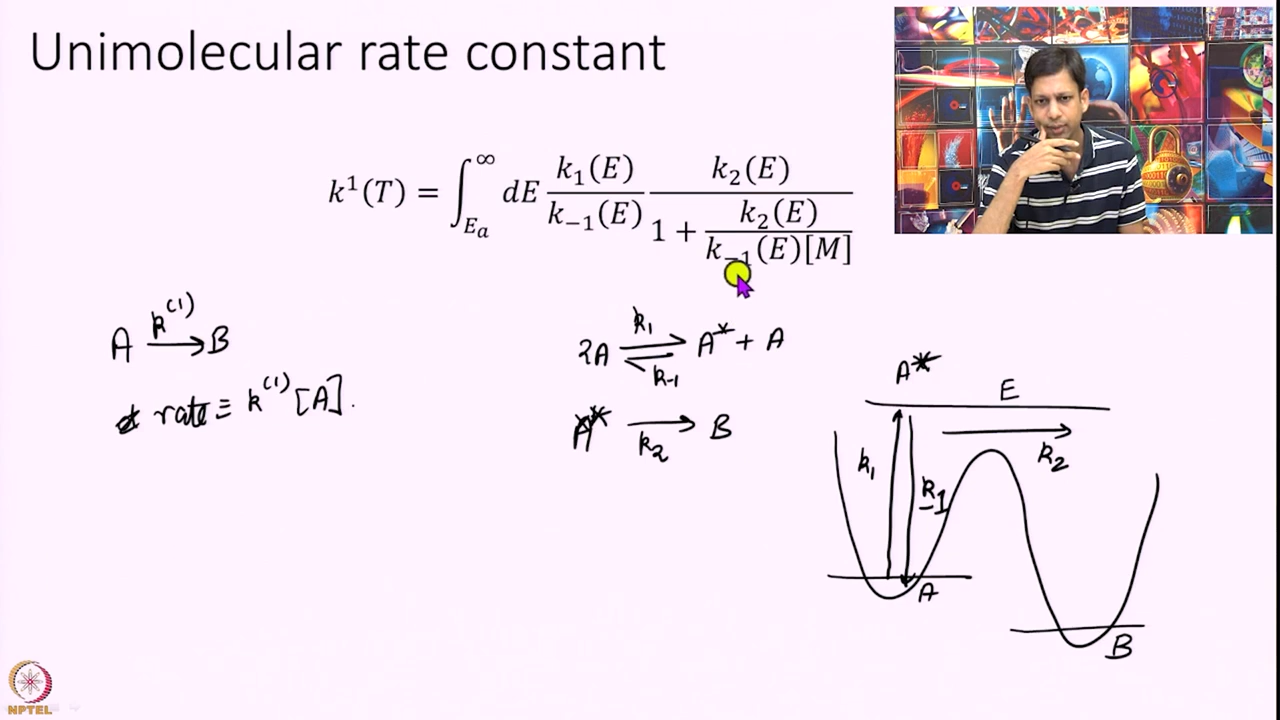 Unimolecular rate constant
k¹(T) = ∫_{E_a}^{∞} dE k₁(E)/k₋₁(E) k₂(E)/(1 + k₂(E)/(k₋₁(E)[M]))
A —k⁽¹⁾→ B
rate ≡ k⁽¹⁾[A].
2A ⇌ A* + A
k₁
k₋₁
A* → B
k₂
A*
E
k₁
k₋₁
k₂
A
B
NPTEL